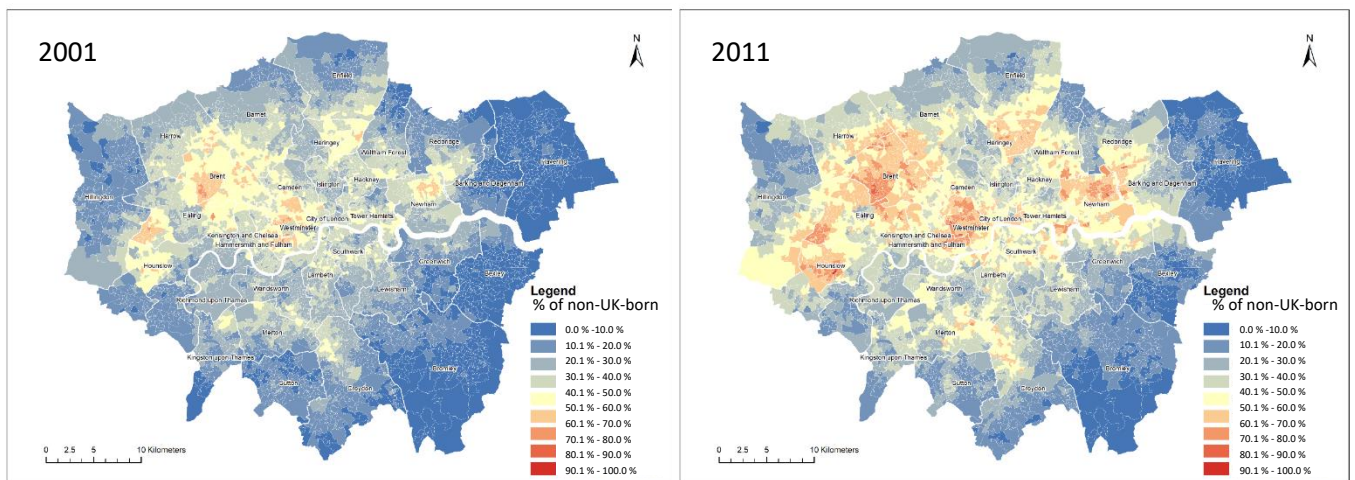 2001
N
Enfield
Barnet
Harrow
Haringey
Waltham Forest
Redbridge
Havering
Brent
Camden
Islington
Hackney
Barking and Dagenham
Hillingdon
Ealing
Newham
City of London
Tower Hamlets
Westminster
Kensington and Chelsea
Hammersmith and Fulham
Southwark
Hounslow
Greenwich
Bexley
Lambeth
Wandsworth
Lewisham
Richmond upon Thames
Merton
Kingston upon Thames
Sutton
Croydon
Bromley
Legend
% of non-UK-born
0.0 % -10.0 %
10.1 % - 20.0 %
20.1 % - 30.0 %
30.1 % - 40.0 %
40.1 % - 50.0 %
50.1 % - 60.0 %
60.1 % - 70.0 %
70.1 % - 80.0 %
80.1 % - 90.0 %
90.1 % - 100.0 %
0 2.5 5 10 Kilometers
2011
N
Enfield
Barnet
Harrow
Haringey
Waltham Forest
Redbridge
Havering
Brent
Camden
Islington
Hackney
Barking and Dagenham
Hillingdon
Ealing
Newham
City of London
Tower Hamlets
Westminster
Kensington and Chelsea
Hammersmith and Fulham
Southwark
Hounslow
Greenwich
Bexley
Lambeth
Wandsworth
Lewisham
Richmond upon Thames
Merton
Kingston upon Thames
Sutton
Croydon
Bromley
Legend
% of non-UK-born
0.0 % -10.0 %
10.1 % - 20.0 %
20.1 % - 30.0 %
30.1 % - 40.0 %
40.1 % - 50.0 %
50.1 % - 60.0 %
60.1 % - 70.0 %
70.1 % - 80.0 %
80.1 % - 90.0 %
90.1 % - 100.0 %
0 2.5 5 10 Kilometers